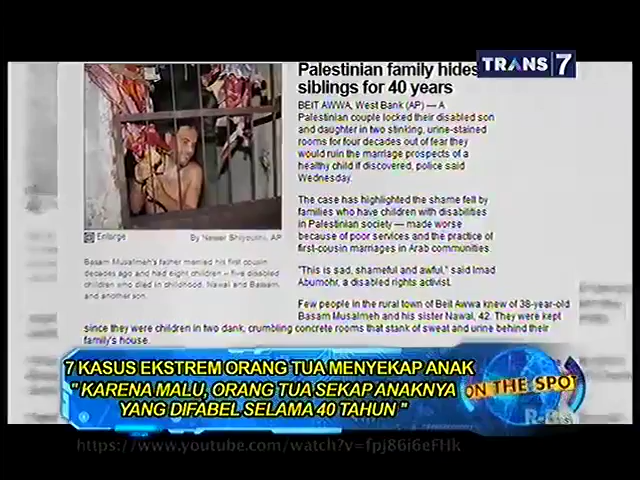 TRANS 7
Palestinian family hides
siblings for 40 years
BEIT AWWA, West Bank (AP) — A
Palestinian couple locked their disabled son
and daughter in two stinking, urine-stained
rooms for four decades out of fear they
would ruin the marriage prospects of a
healthy child if discovered, police said
Wednesday.
The case has highlighted the shame felt by
families who have children with disabilities
in Palestinian society — made worse
because of poor services and the practice of
first-cousin marriages in Arab communities.
"This is sad, shameful and awful," said Imad
Abumohr, a disabled rights activist.
Few people in the rural town of Beit Awwa knew of 38-year-old
Basam Musalmeh and his sister Nawal, 42. They were kept
since they were children in two dank, crumbling concrete rooms that stank of sweat and urine behind their
family's house.
Enlarge
By Nasser Shiyoukhi, AP
Basam Musalmeh's father married his first cousin
decades ago and had eight children – five disabled
children who died in childhood, Nawal and Bassam,
and another son.
7 KASUS EKSTREM ORANG TUA MENYEKAP ANAK
" KARENA MALU, ORANG TUA SEKAP ANAKNYA
YANG DIFABEL SELAMA 40 TAHUN "
ON THE SPOT
https://www.youtube.com/watch?v=fpj86i6eFHk